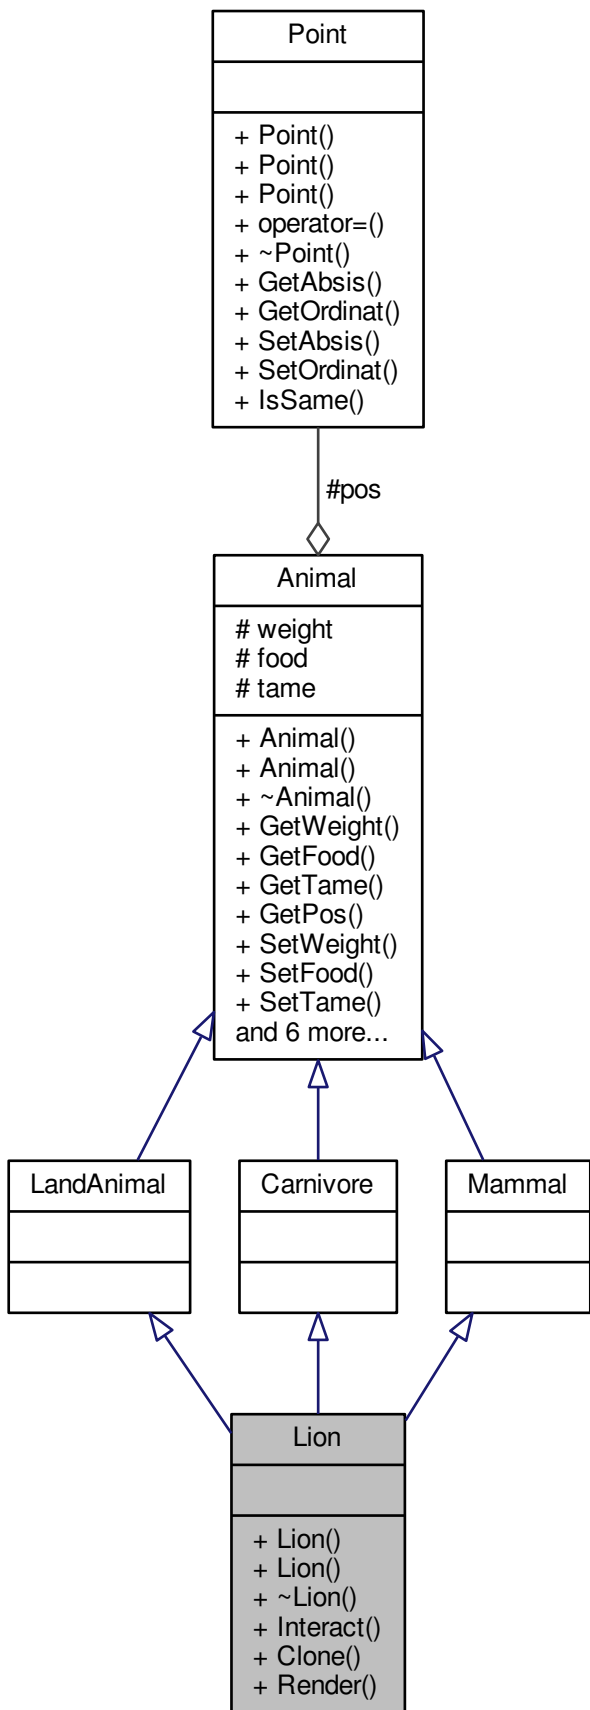 Point
+ Point()
+ Point()
+ Point()
+ operator=()
+ ~Point()
+ GetAbsis()
+ GetOrdinat()
+ SetAbsis()
+ SetOrdinat()
+ IsSame()
#pos
Animal
# weight
# food
# tame
+ Animal()
+ Animal()
+ ~Animal()
+ GetWeight()
+ GetFood()
+ GetTame()
+ GetPos()
+ SetWeight()
+ SetFood()
+ SetTame()
and 6 more...
LandAnimal
Carnivore
Mammal
Lion
+ Lion()
+ Lion()
+ ~Lion()
+ Interact()
+ Clone()
+ Render()